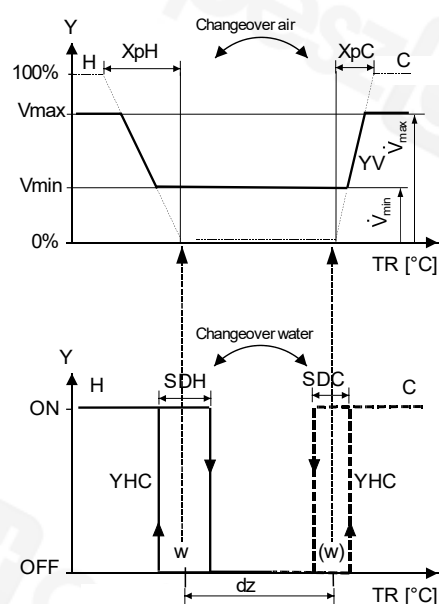 Y
Changeover air
H
XpH
XpC
C
100%
Vmax
YV
V̇max
Vmin
V̇min
0%
TR [°C]
Changeover water
Y
H
SDH
SDC
C
ON
YHC
YHC
w
(w)
OFF
dz
TR [°C]